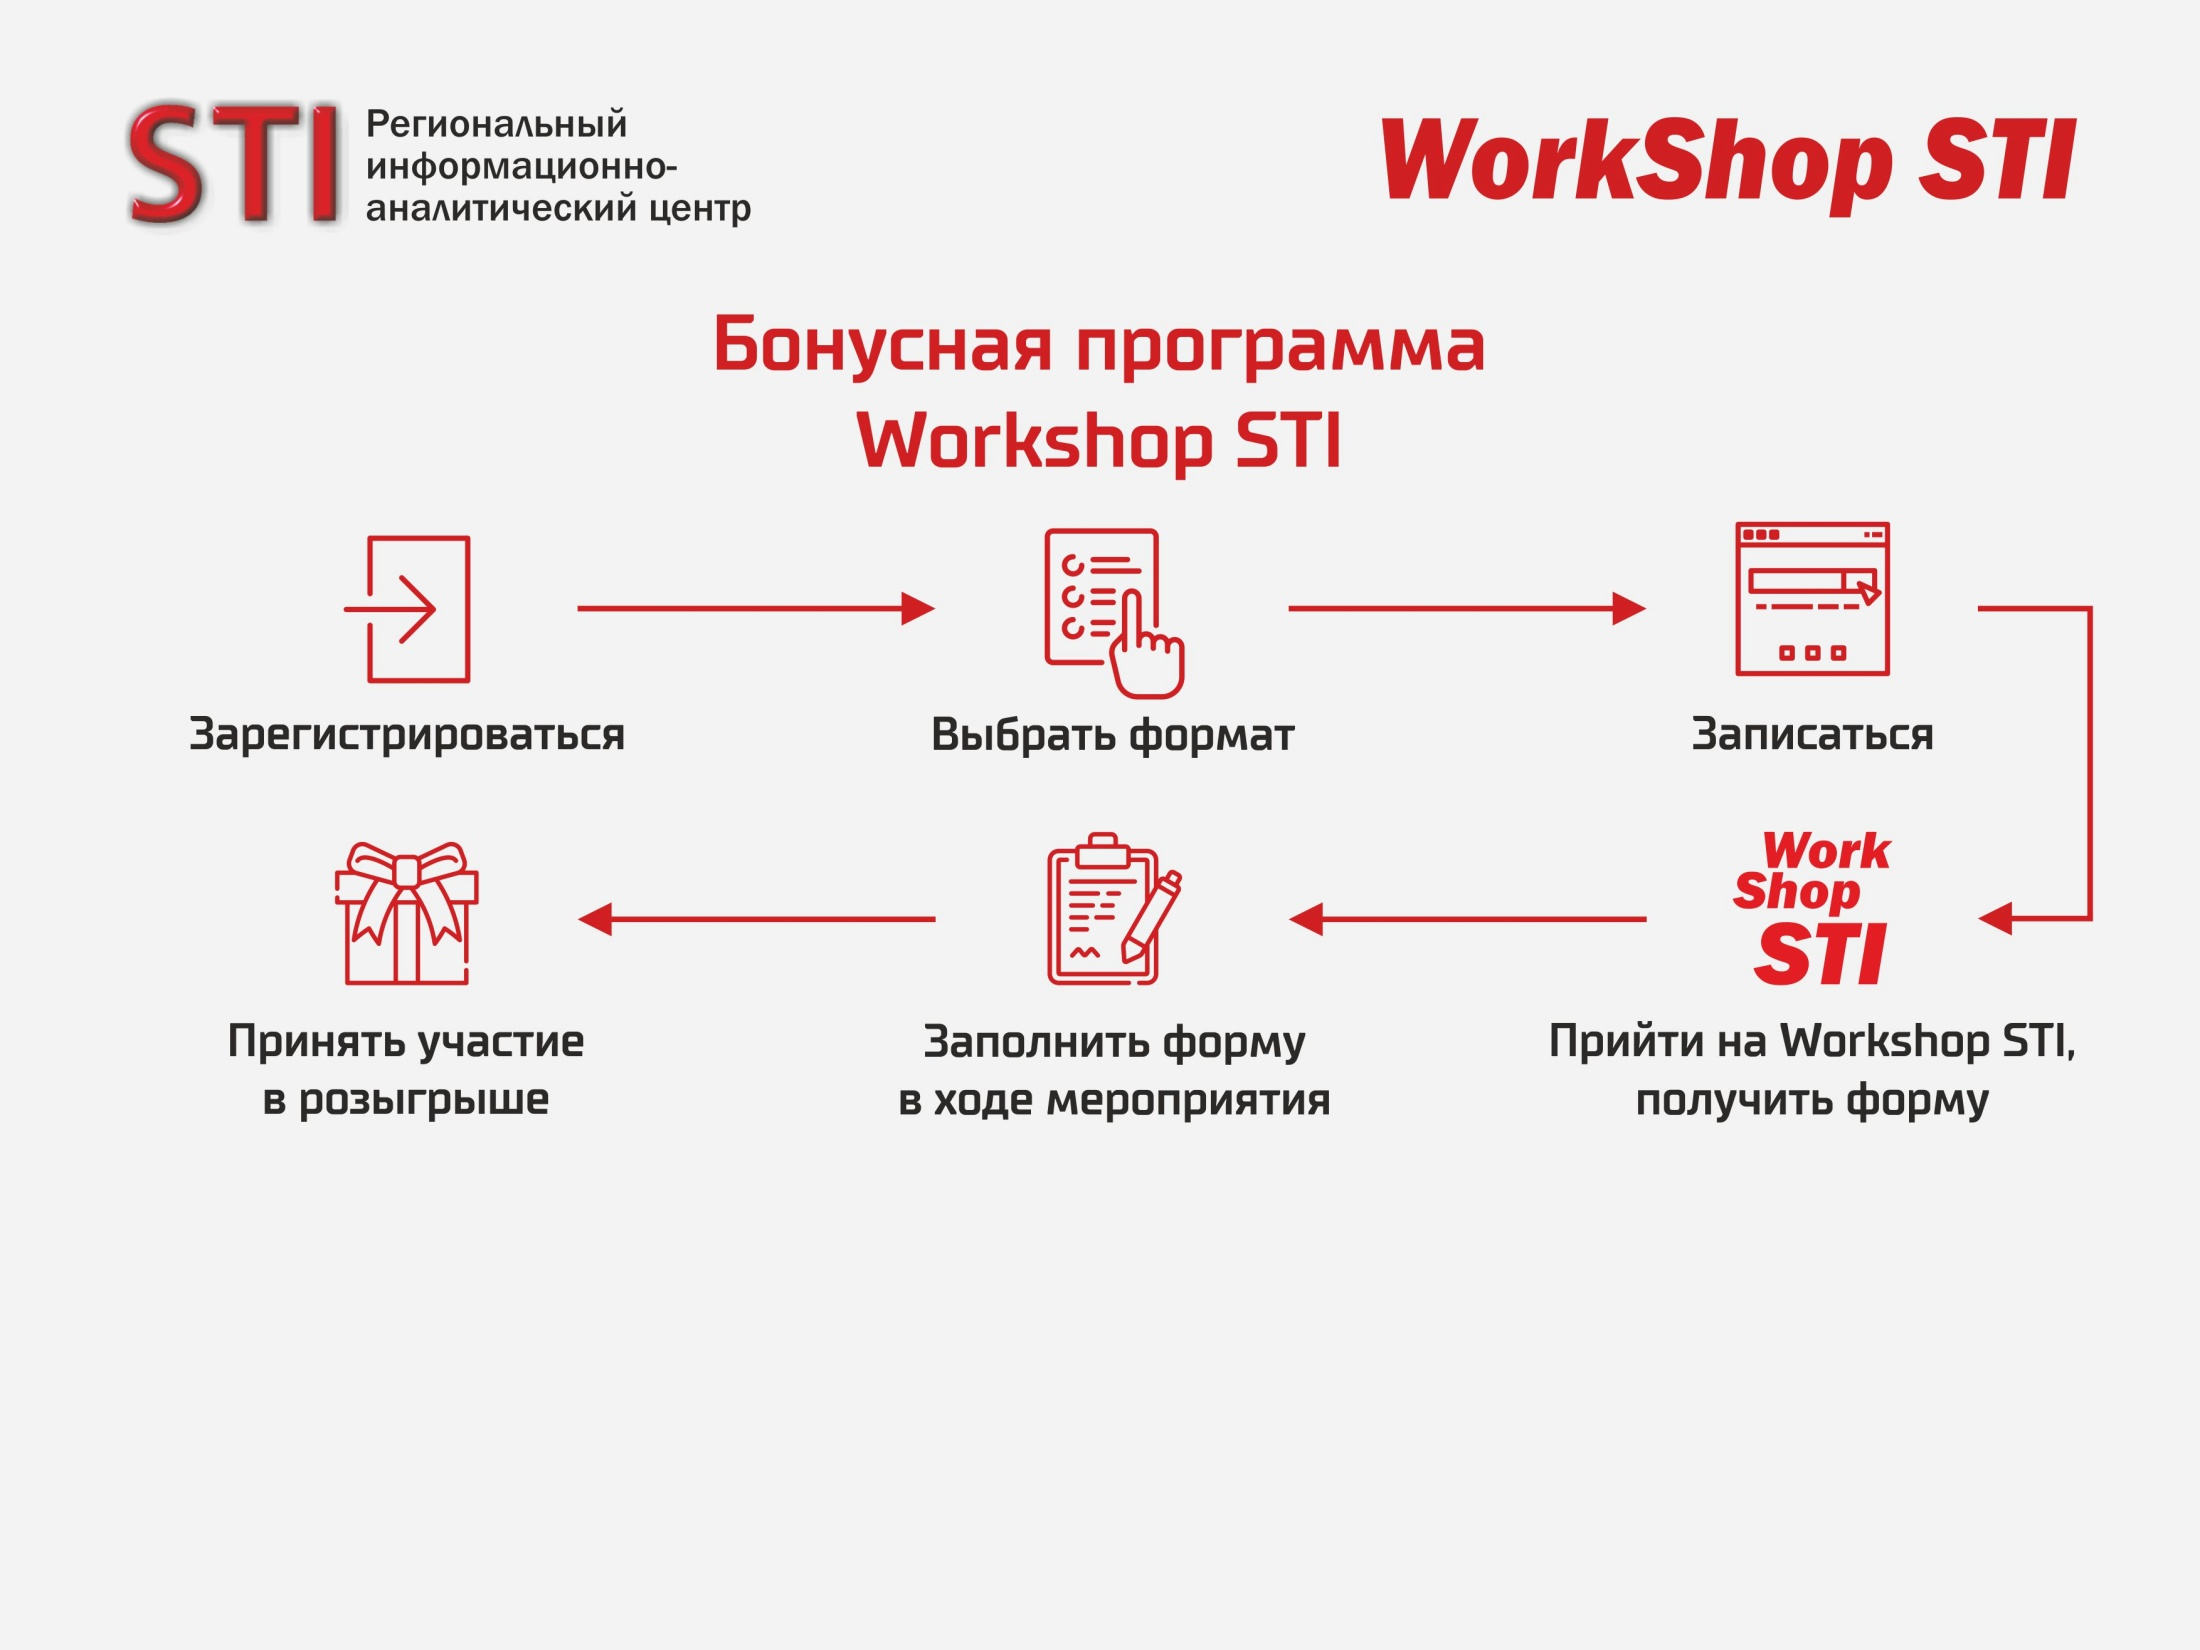 STI
Региональный
информационно-
аналитический центр
WorkShop STI
Бонусная программа
Workshop STI
Зарегистрироваться
Выбрать формат
Записаться
Work
Shop
STI
Прийти на Workshop STI,
получить форму
Заполнить форму
в ходе мероприятия
Принять участие
в розыгрыше